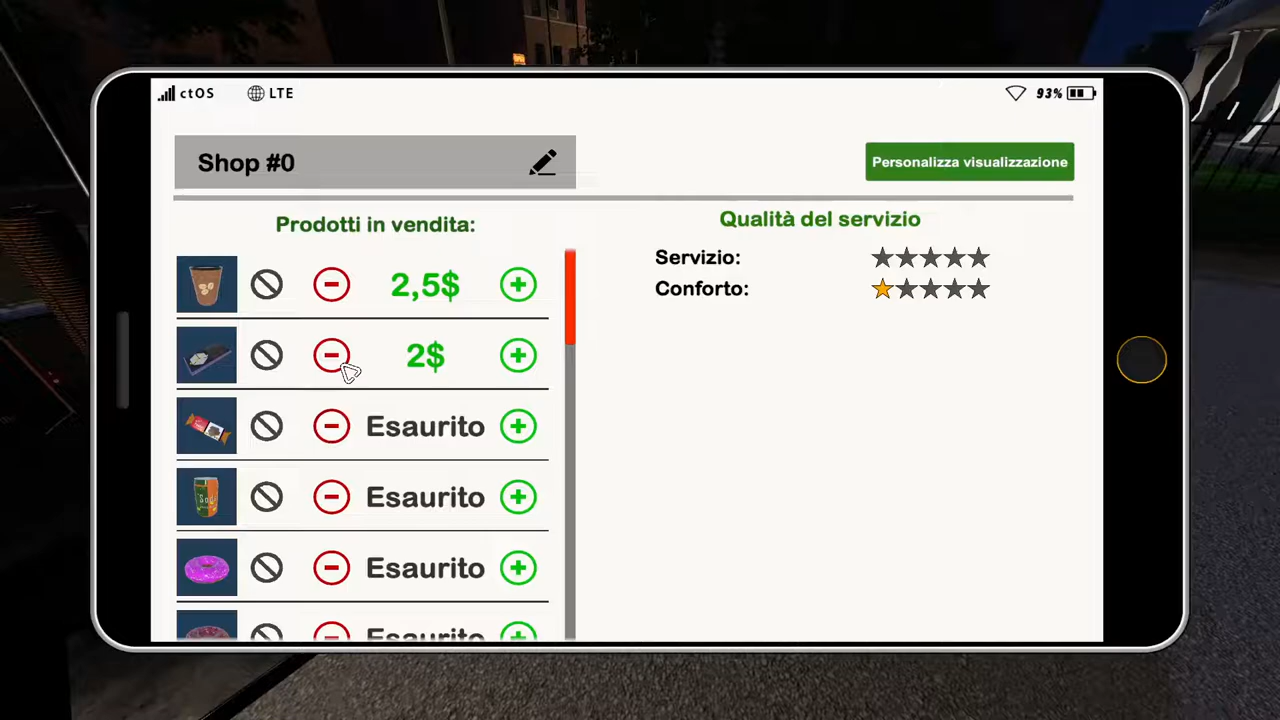 ctOS LTE 93%
Shop #0
Personalizza visualizzazione
Prodotti in vendita:
2,5$
2$
Esaurito
Esaurito
Esaurito
Esaurito
Qualità del servizio
Servizio:
Conforto: